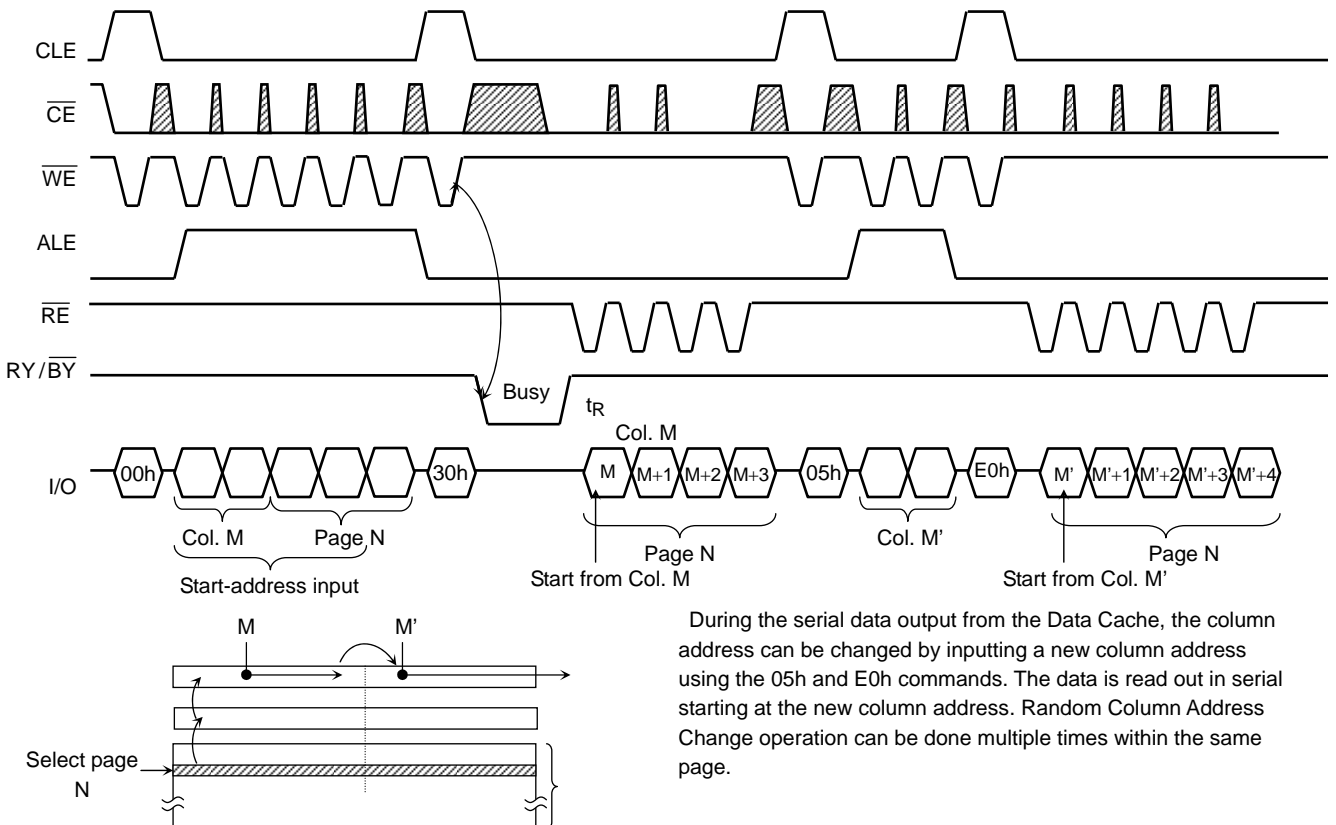 CLE
CE
WE
ALE
RE
RY/BY
Busy
tR
Col. M
I/O
00h
30h
M M+1 M+2 M+3
05h
E0h
M' M'+1 M'+2 M'+3 M'+4
Col. M
Page N
Start-address input
Page N
Start from Col. M
Col. M'
Page N
Start from Col. M'
M
M'
Select page
N
During the serial data output from the Data Cache, the column
address can be changed by inputting a new column address
using the 05h and E0h commands. The data is read out in serial
starting at the new column address. Random Column Address
Change operation can be done multiple times within the same
page.